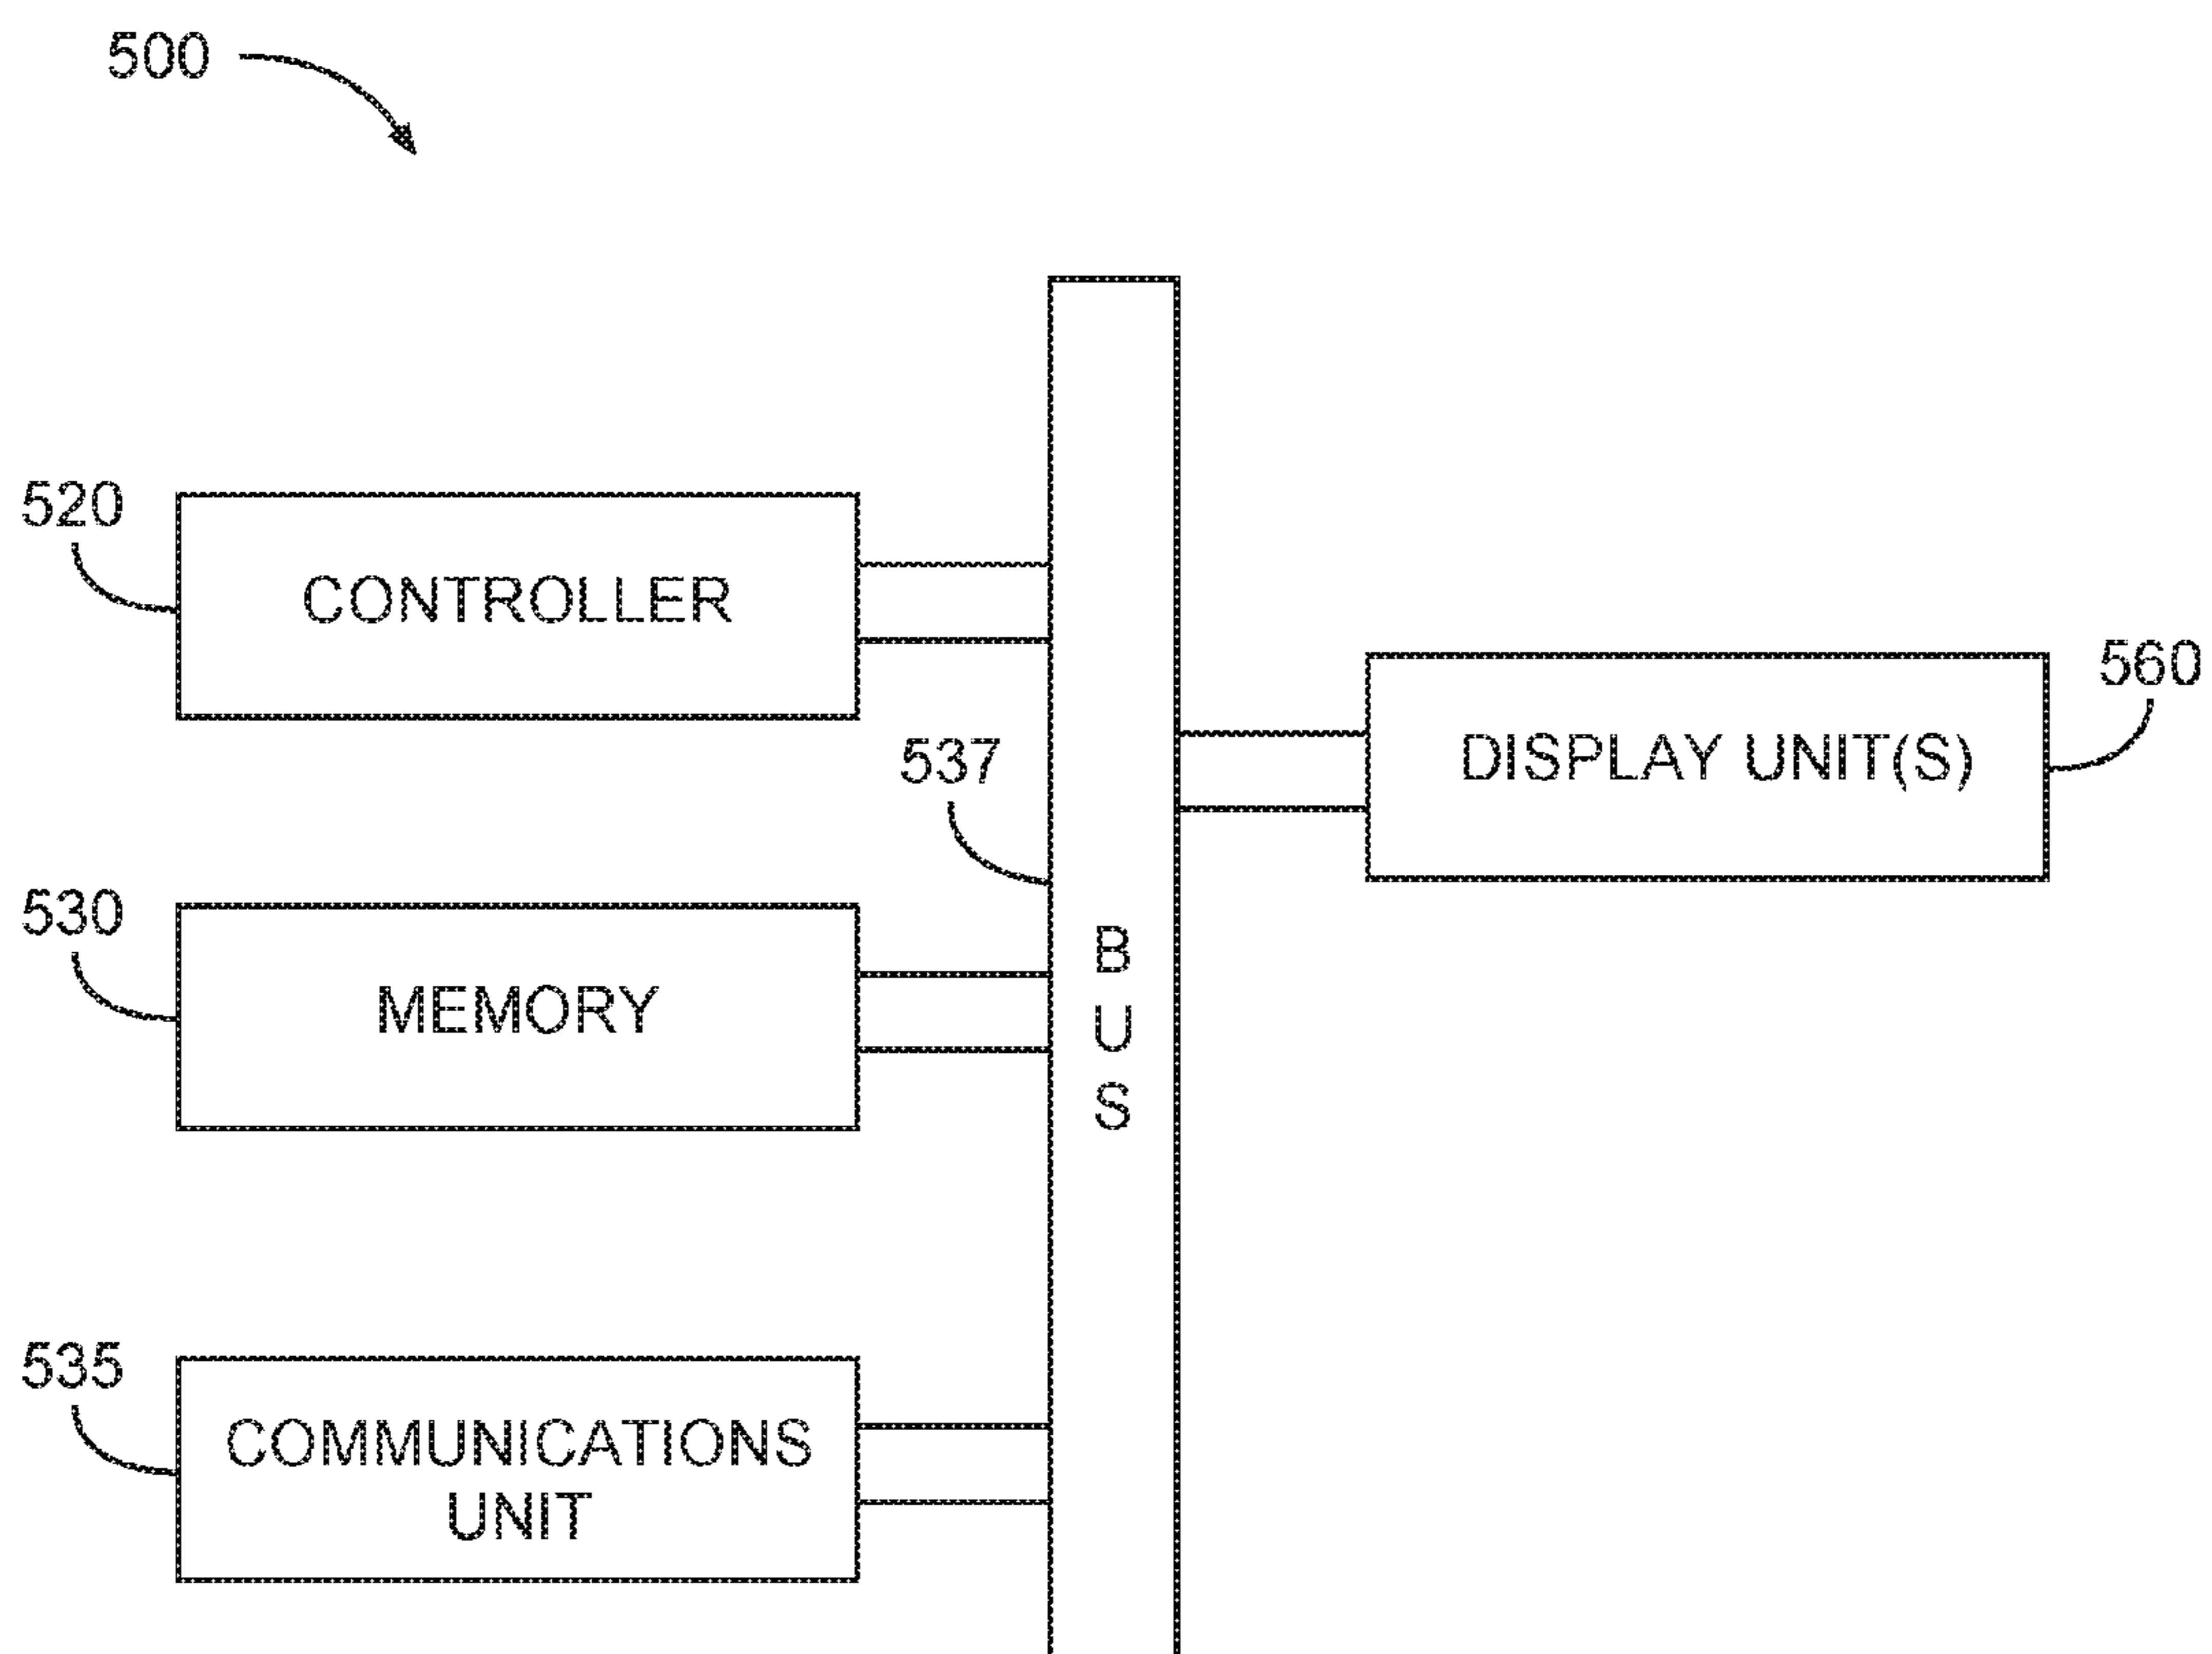 500
520
CONTROLLER
560
DISPLAY UNIT(S)
537
530
MEMORY
B
U
S
535
COMMUNICATIONS
UNIT